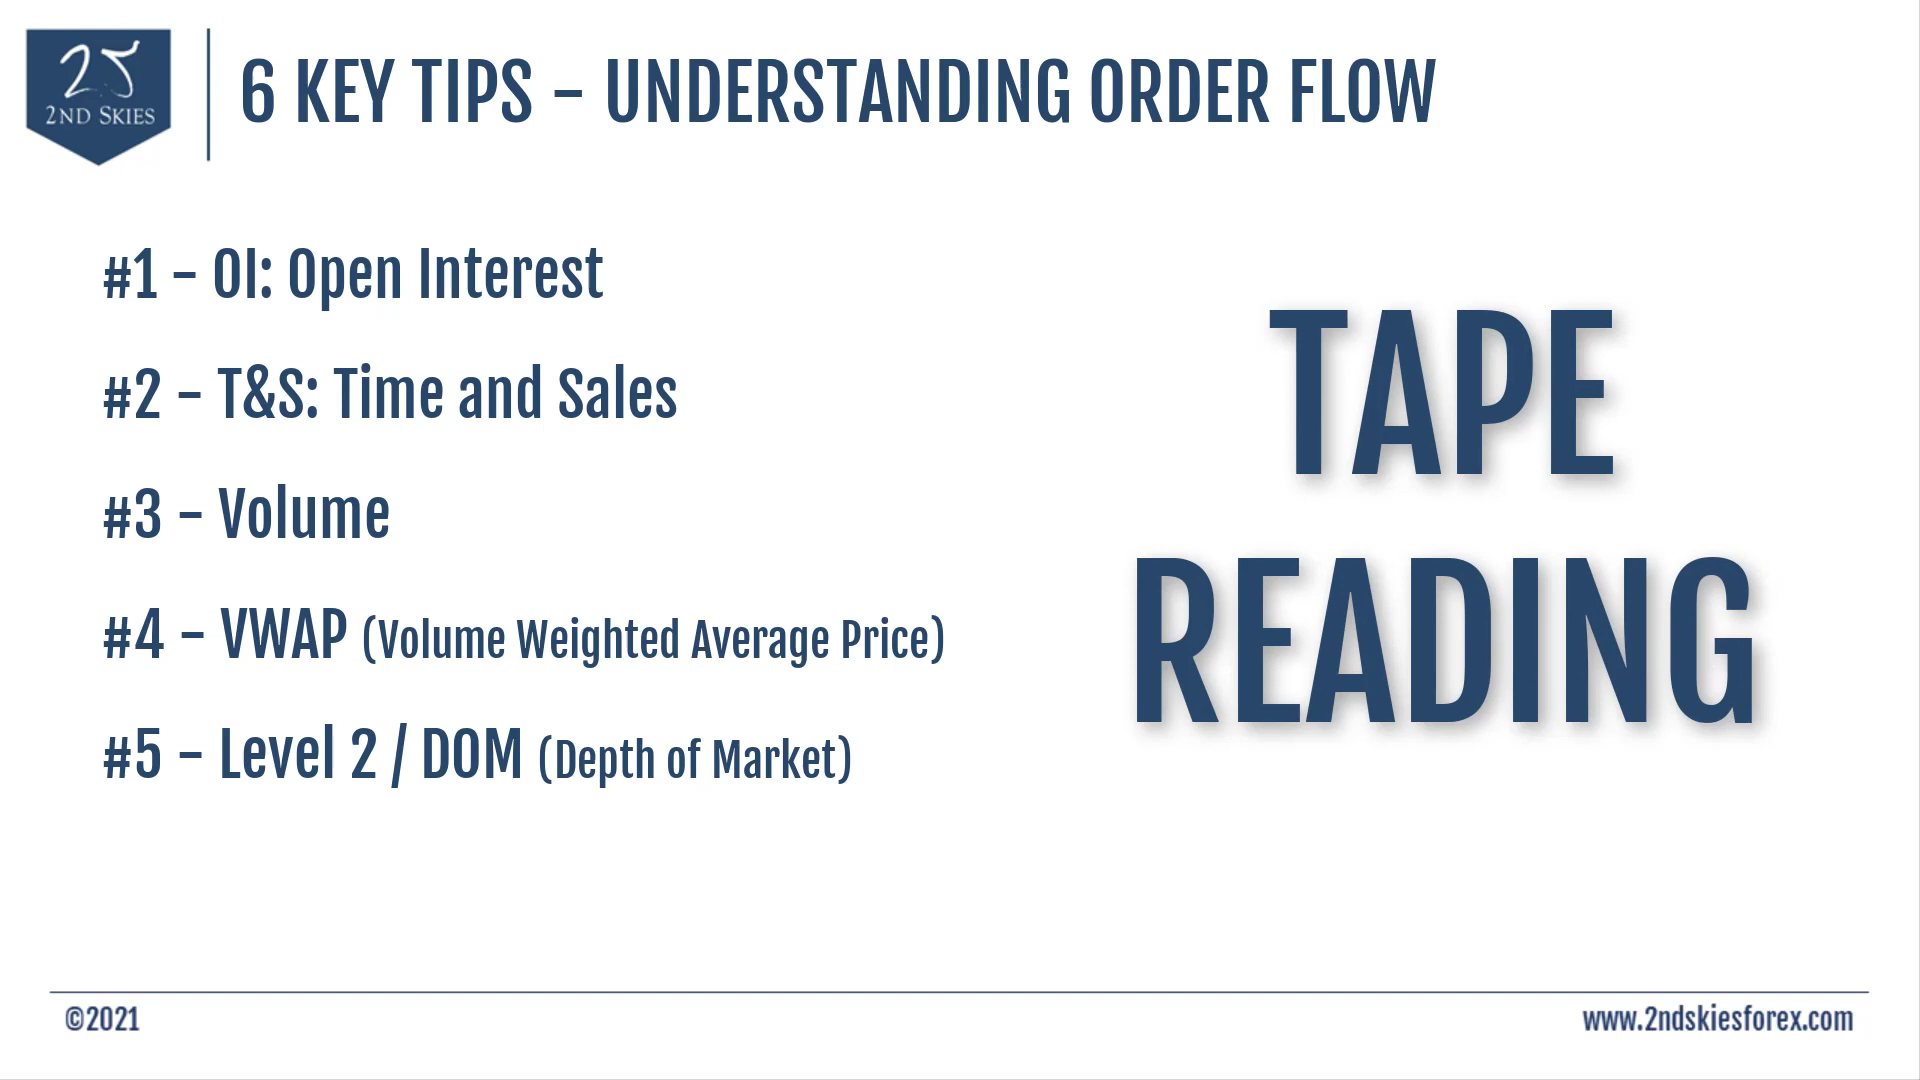 2S
2ND SKIES
6 KEY TIPS – UNDERSTANDING ORDER FLOW
#1 – OI: Open Interest
#2 – T&S: Time and Sales
#3 – Volume
#4 – VWAP (Volume Weighted Average Price)
#5 – Level 2 / DOM (Depth of Market)
TAPE
READING
©2021
www.2ndskiesforex.com